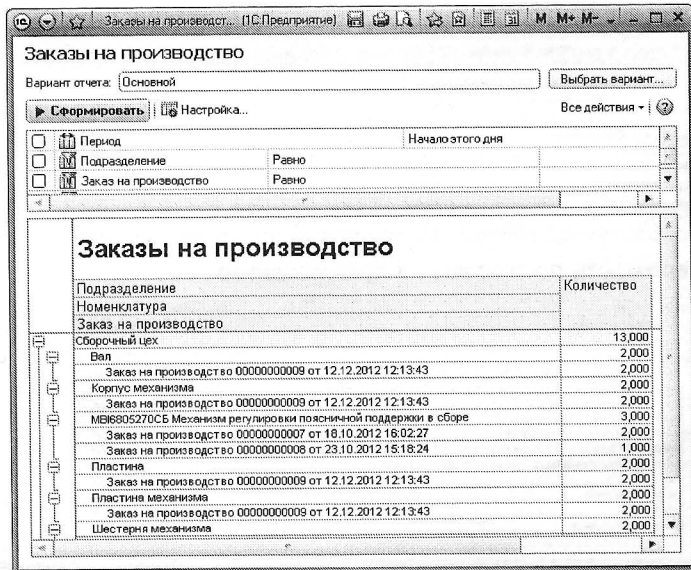 Заказы на производст... (1С:Предприятие) M M+ M-
Заказы на производство
Вариант отчета: Основной Выбрать вариант...
Сформировать Настройка... Все действия
Период Начало этого дня
Подразделение Равно
Заказ на производство Равно
Заказы на производство
Подразделение Количество
Номенклатура
Заказ на производство
Сборочный цех 13,000
Вал 2,000
Заказ на производство 00000000009 от 12.12.2012 12:13:43 2,000
Корпус механизма 2,000
Заказ на производство 00000000009 от 12.12.2012 12:13:43 2,000
МВI6805270СБ Механизм регулировки поясничной поддержки в сборе 3,000
Заказ на производство 00000000007 от 16.10.2012 16:02:27 2,000
Заказ на производство 00000000008 от 23.10.2012 15:18:24 1,000
Пластина 2,000
Заказ на производство 00000000009 от 12.12.2012 12:13:43 2,000
Пластина механизма 2,000
Заказ на производство 00000000009 от 12.12.2012 12:13:43 2,000
Шестерня механизма 2,000